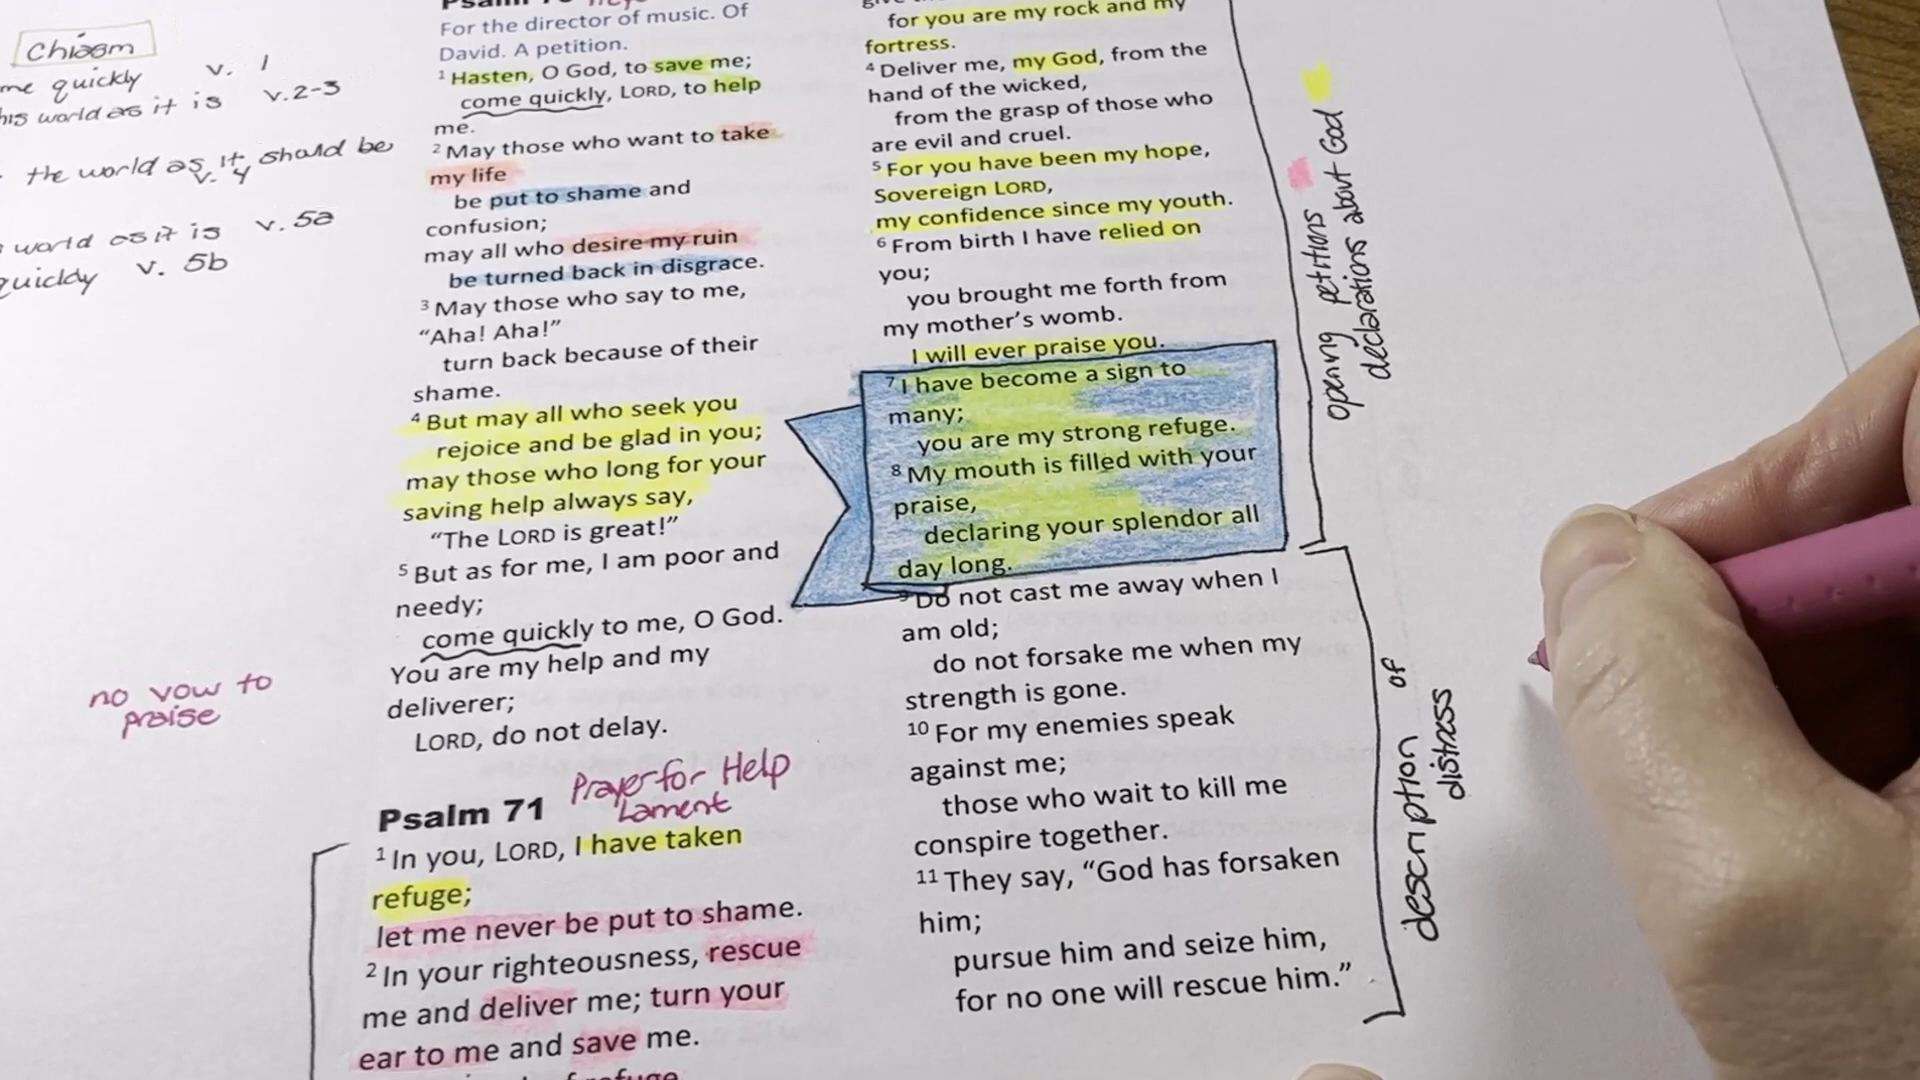 Chiasm
me quickly v. 1
his world as it is v.2-3
the world as it should be
v. 4
world as it is v. 5a
quickly v. 5b
no vow to
praise
For the director of music. Of
David. A petition.
1 Hasten, O God, to save me;
come quickly, LORD, to help
me.
2 May those who want to take
my life
be put to shame and
confusion;
may all who desire my ruin
be turned back in disgrace.
3 May those who say to me,
“Aha! Aha!”
turn back because of their
shame.
4 But may all who seek you
rejoice and be glad in you;
may those who long for your
saving help always say,
“The LORD is great!”
5 But as for me, I am poor and
needy;
come quickly to me, O God.
You are my help and my
deliverer;
LORD, do not delay.
Psalm 71
Prayer for Help
Lament
1 In you, LORD, I have taken
refuge;
let me never be put to shame.
2 In your righteousness, rescue
me and deliver me; turn your
ear to me and save me.
refuge
for you are my rock and my
fortress.
4 Deliver me, my God, from the
hand of the wicked,
from the grasp of those who
are evil and cruel.
5 For you have been my hope,
Sovereign LORD,
my confidence since my youth.
6 From birth I have relied on
you;
you brought me forth from
my mother’s womb.
I will ever praise you.
7 I have become a sign to
many;
you are my strong refuge.
8 My mouth is filled with your
praise,
declaring your splendor all
day long.
9 Do not cast me away when I
am old;
do not forsake me when my
strength is gone.
10 For my enemies speak
against me;
those who wait to kill me
conspire together.
11 They say, “God has forsaken
him;
pursue him and seize him,
for no one will rescue him.”
opening petitions
declarations about God
description of
distress